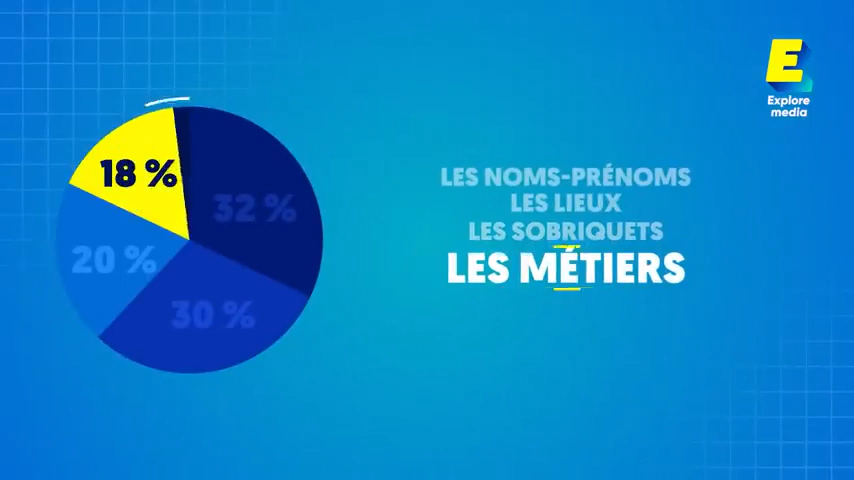 E
Explore
media
18 %
32 %
20 %
30 %
LES NOMS-PRÉNOMS
LES LIEUX
LES SOBRIQUETS
LES MÉTIERS